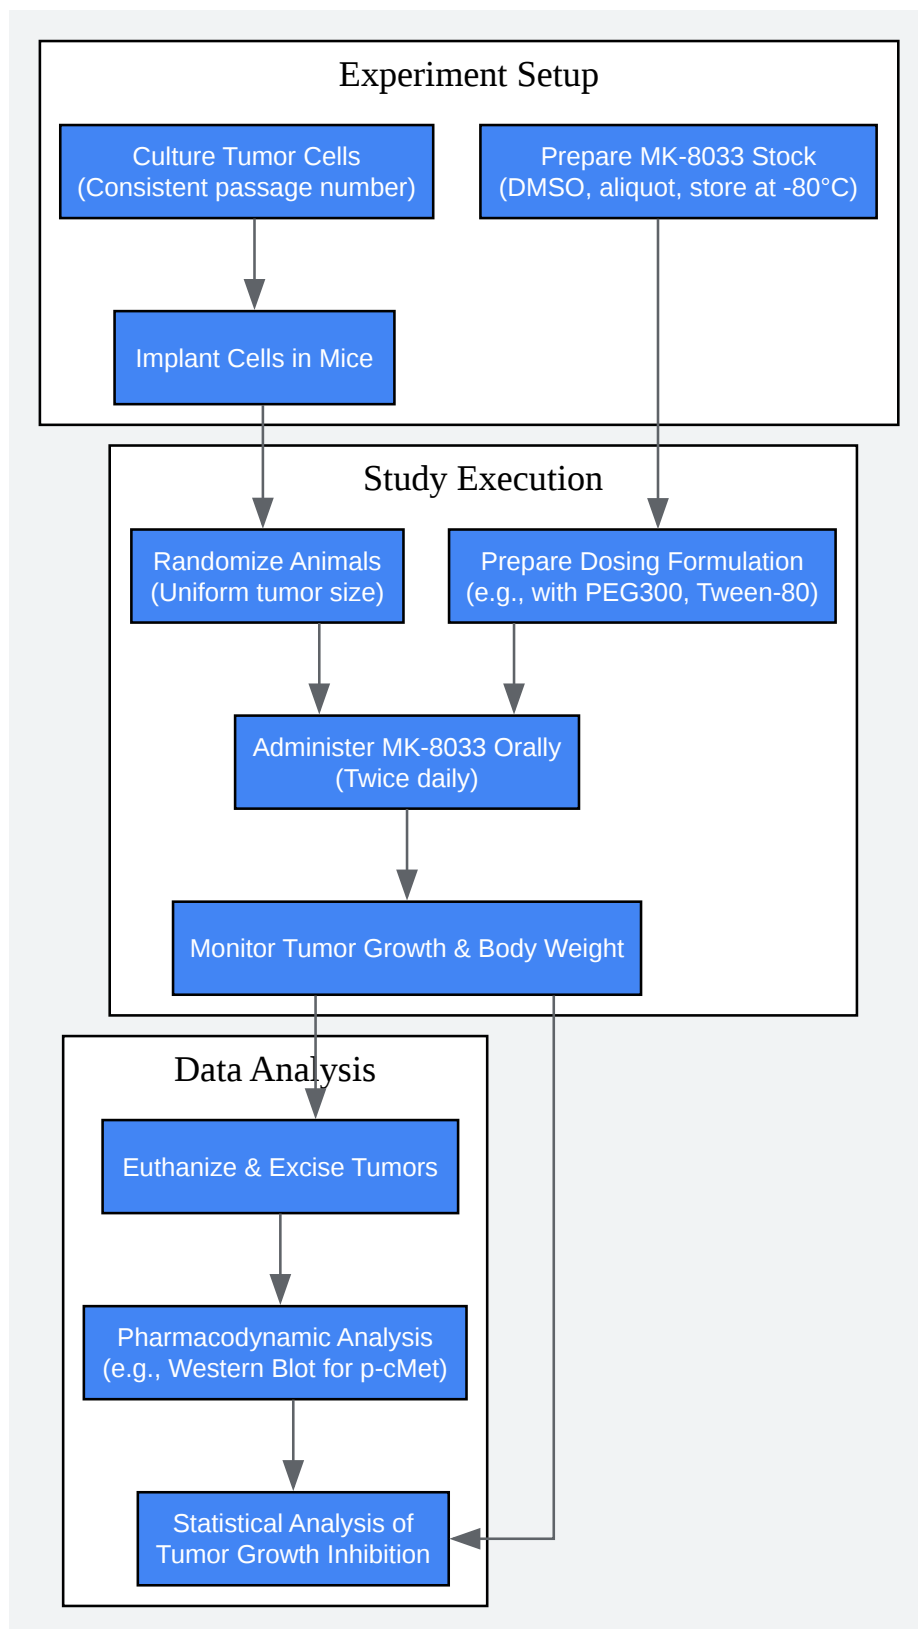 Experiment Setup
Culture Tumor Cells
(Consistent passage number)
Prepare MK-8033 Stock
(DMSO, aliquot, store at -80°C)
Implant Cells in Mice
Study Execution
Randomize Animals
(Uniform tumor size)
Prepare Dosing Formulation
(e.g., with PEG300, Tween-80)
Administer MK-8033 Orally
(Twice daily)
Monitor Tumor Growth & Body Weight
Data Analysis
Euthanize & Excise Tumors
Pharmacodynamic Analysis
(e.g., Western Blot for p-cMet)
Statistical Analysis of
Tumor Growth Inhibition